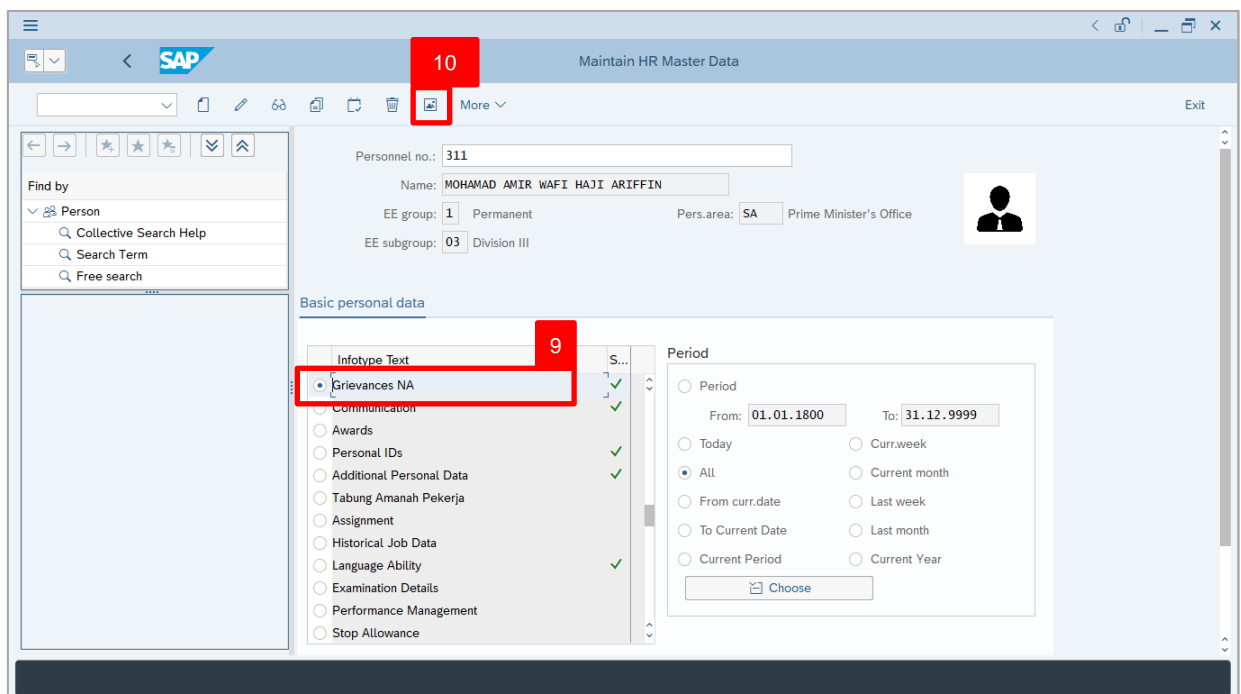 SAP
10
Maintain HR Master Data
More
Exit
Personnel no.: 311
Find by
Name: MOHAMAD AMIR WAFI HAJI ARIFFIN
Person
EE group: 1 Permanent Pers.area: SA Prime Minister's Office
Collective Search Help
EE subgroup: 03 Division III
Search Term
Free search
Basic personal data
9
Infotype Text S...
Grievances NA
Communication
Awards
Personal IDs
Additional Personal Data
Tabung Amanah Pekerja
Assignment
Historical Job Data
Language Ability
Examination Details
Performance Management
Stop Allowance
Period
Period
From: 01.01.1800 To: 31.12.9999
Today Curr.week
All Current month
From curr.date Last week
To Current Date Last month
Current Period Current Year
Choose